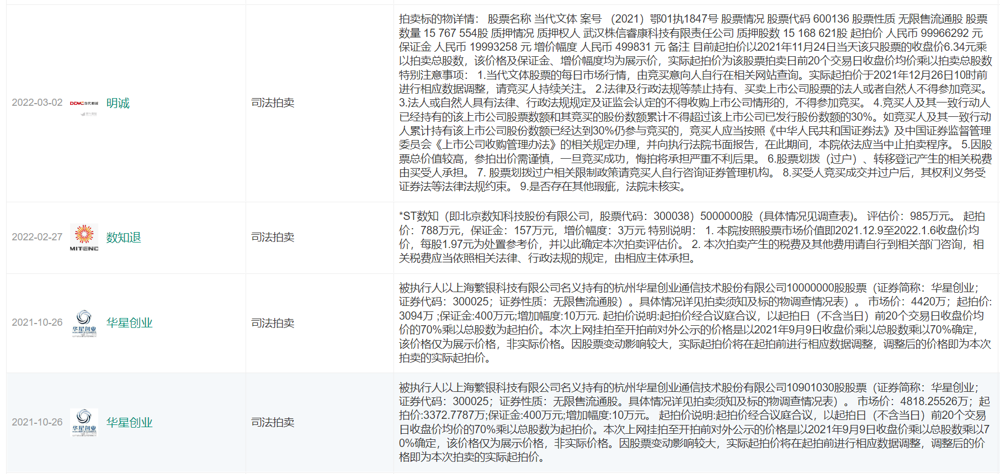 拍卖标的物详情： 股票名称 当代文体 案号 （2021）鄂01执1847号 股票情况 股票代码 600136 股票性质 无限售流通股 股票
数量 15 767 554股 质押情况 质押权人 武汉株信睿康科技有限责任公司 质押股数 15 168 621股 起拍价 人民币 99966292 元
保证金 人民币 19993258 元 增价幅度 人民币 499831 元 备注 目前起拍价以2021年11月24日当天该只股票的收盘价6.34元乘
以拍卖总股数，该价格及保证金、增价幅度均为展示价，实际起拍价为该股票拍卖日前20个交易日收盘价均价乘以拍卖总股数
特别注意事项： 1.当代文体股票的每日市场行情，由竞买意向人自行在相关网站查询。实际起拍价于2021年12月26日10时前
进行相应数据调整，请竞买人持续关注。 2.法律及行政法规等禁止持有、买卖上市公司股票的法人或者自然人不得参加竞买。
3.法人或自然人具有法律、行政法规规定及证监会认定的不得收购上市公司情形的，不得参加竞买。 4.竞买人及其一致行动人
2022-03-02 DDMC当代明诚 明诚 司法拍卖
已经持有的该上市公司股票数额和其竞买的股份数额累计不得超过该上市公司已发行股份数额的30%。如竞买人及其一致行动
人累计持有该上市公司股份数额已经达到30%仍参与竞买的，竞买人应当按照《中华人民共和国证券法》及中国证券监督管理
委员会《上市公司收购管理办法》的相关规定办理，并向执行法院书面报告，在此期间，本院依法应当中止拍卖程序。 5.因股
票总价值较高，参拍出价需谨慎，一旦竞买成功，悔拍将承担严重不利后果。 6.股票划拨（过户）、转移登记产生的相关税费
由买受人承担。 7. 股票划拨过户相关限制政策请竞买人自行咨询证券管理机构。 8.买受人竞买成交并过户后，其权利义务受
证券法等法律法规约束。 9.是否存在其他瑕疵，法院未核实。
*ST数知（即北京数知科技股份有限公司，股票代码：300038）5000000股（具体情况见调查表)。 评估价：985万元。 起拍
价：788万元，保证金：157万元，增价幅度：3万元 特别说明： 1. 本院按照股票市场价值即2021.12.9至2022.1.6收盘价均
2022-02-27 MITENO 数知退 司法拍卖
价，每股1.97元为处置参考价，并以此确定本次拍卖评估价。 2. 本次拍卖产生的税费及其他费用请自行到相关部门咨询，相
关税费应当依照相关法律、行政法规的规定，由相应主体承担。
被执行人以上海繁银科技有限公司名义持有的杭州华星创业通信技术股份有限公司10000000股股票（证券简称：华星创业；
证券代码：300025；证券性质：无限售流通股）。具体情况详见拍卖须知及标的物调查情况表）。 市场价：4420万；起拍价:
3094万 ;保证金:400万元;增加幅度:10万元. 起拍价说明:起拍价经合议庭合议，以起拍日（不含当日）前20个交易日收盘价均
2021-10-26 华星创业 华星创业 司法拍卖
价的70%乘以总股数为起拍价。本次上网挂拍至开拍前对外公示的价格是以2021年9月9日收盘价乘以总股数乘以70%确定，
该价格仅为展示价格，非实际价格。因股票变动影响较大，实际起拍价将在起拍前进行相应数据调整，调整后的价格即为本次
拍卖的实际起拍价。
被执行人以上海繁银科技有限公司名义持有的杭州华星创业通信技术股份有限公司10901030股股票（证券简称：华星创业；
证券代码：300025；证券性质：无限售流通股。具体情况详见拍卖须知及标的物调查情况表）。 市场价：4818.25526万；起
拍价:3372.7787万;保证金:400万元;增加幅度:10万元。 起拍价说明:起拍价经合议庭合议，以起拍日（不含当日）前20个交易
2021-10-26 华星创业 华星创业 司法拍卖
日收盘价均价的70%乘以总股数为起拍价。本次上网挂拍至开拍前对外公示的价格是以2021年9月9日收盘价乘以总股数乘以7
0%确定，该价格仅为展示价格，非实际价格。因股票变动影响较大，实际起拍价将在起拍前进行相应数据调整，调整后的价
格即为本次拍卖的实际起拍价。